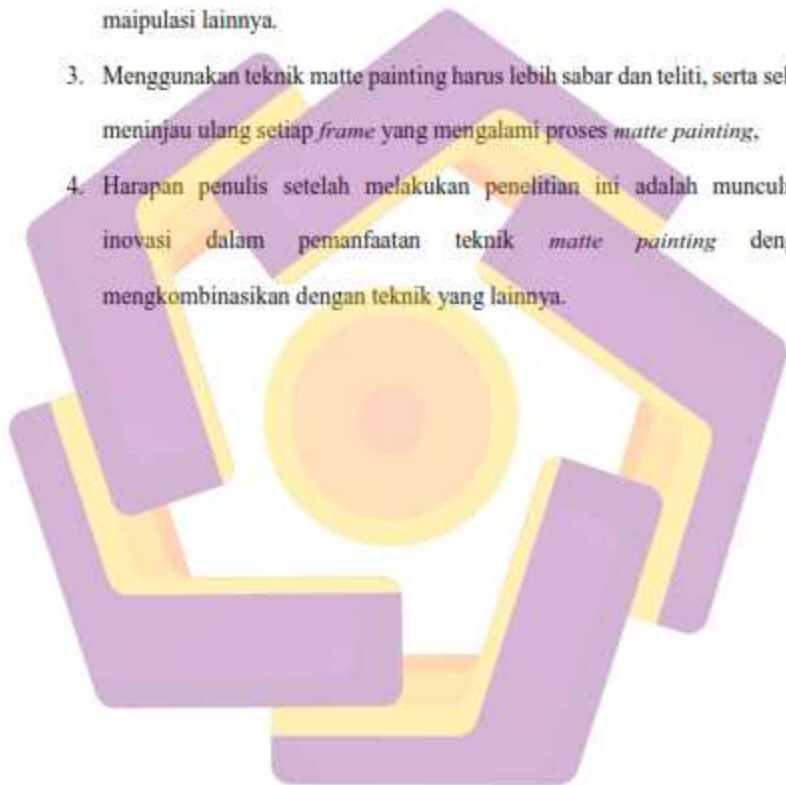 maipulasi lainnya.
3. Menggunakan teknik matte painting harus lebih sabar dan teliti, serta sel
meninjau ulang setiap frame yang mengalami proses matte painting,
4. Harapan penulis setelah melakukan penelitian ini adalah muncul
inovasi dalam pemanfaatan teknik matte painting den
mengkombinasikan dengan teknik yang lainnya.